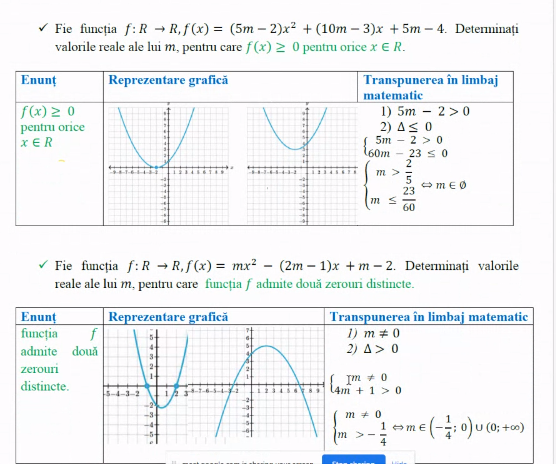 ✓ Fie funcția f: R → R, f(x) = (5m − 2)x² + (10m − 3)x + 5m − 4. Determinați
valorile reale ale lui m, pentru care f(x) ≥ 0 pentru orice x ∈ R.
Enunț Reprezentare grafică Transpunerea în limbaj
matematic
f(x) ≥ 0
pentru orice
x ∈ R
1) 5m − 2 > 0
2) Δ ≤ 0
{ 5m − 2 > 0
60m − 23 ≤ 0
{ m > 2/5
m ≤ 23/60 ⇔ m ∈ ∅
✓ Fie funcția f: R → R, f(x) = mx² − (2m − 1)x + m − 2. Determinați valorile
reale ale lui m, pentru care funcția f admite două zerouri distincte.
Enunț Reprezentare grafică Transpunerea în limbaj matematic
funcția f
admite două
zerouri
distincte.
1) m ≠ 0
2) Δ > 0
{ m ≠ 0
4m + 1 > 0
{ m ≠ 0
m > −1/4 ⇔ m ∈ (−1/4; 0) ∪ (0; +∞)